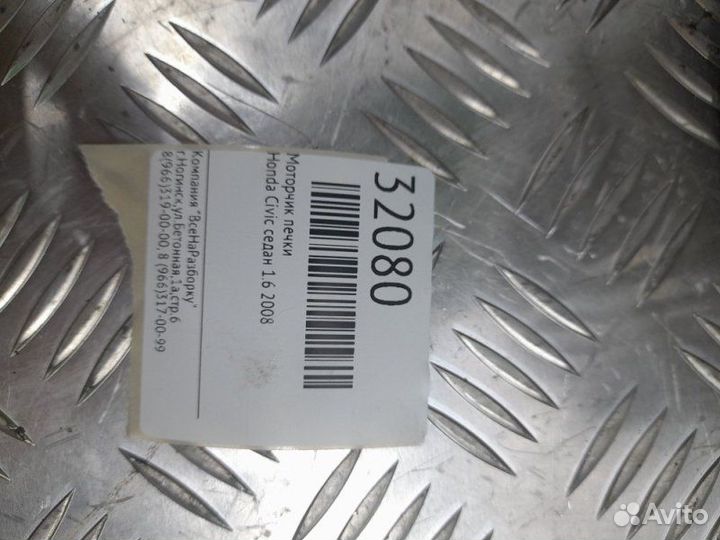 32080
Моторчик печки
Honda Civic седан 1.6 2008
Компания "ВсеНаРазборку"
г.Ногинск,ул.Бетонная,1а,стр.6
8(966)319-00-00,8 (966)317-00-99
Avito